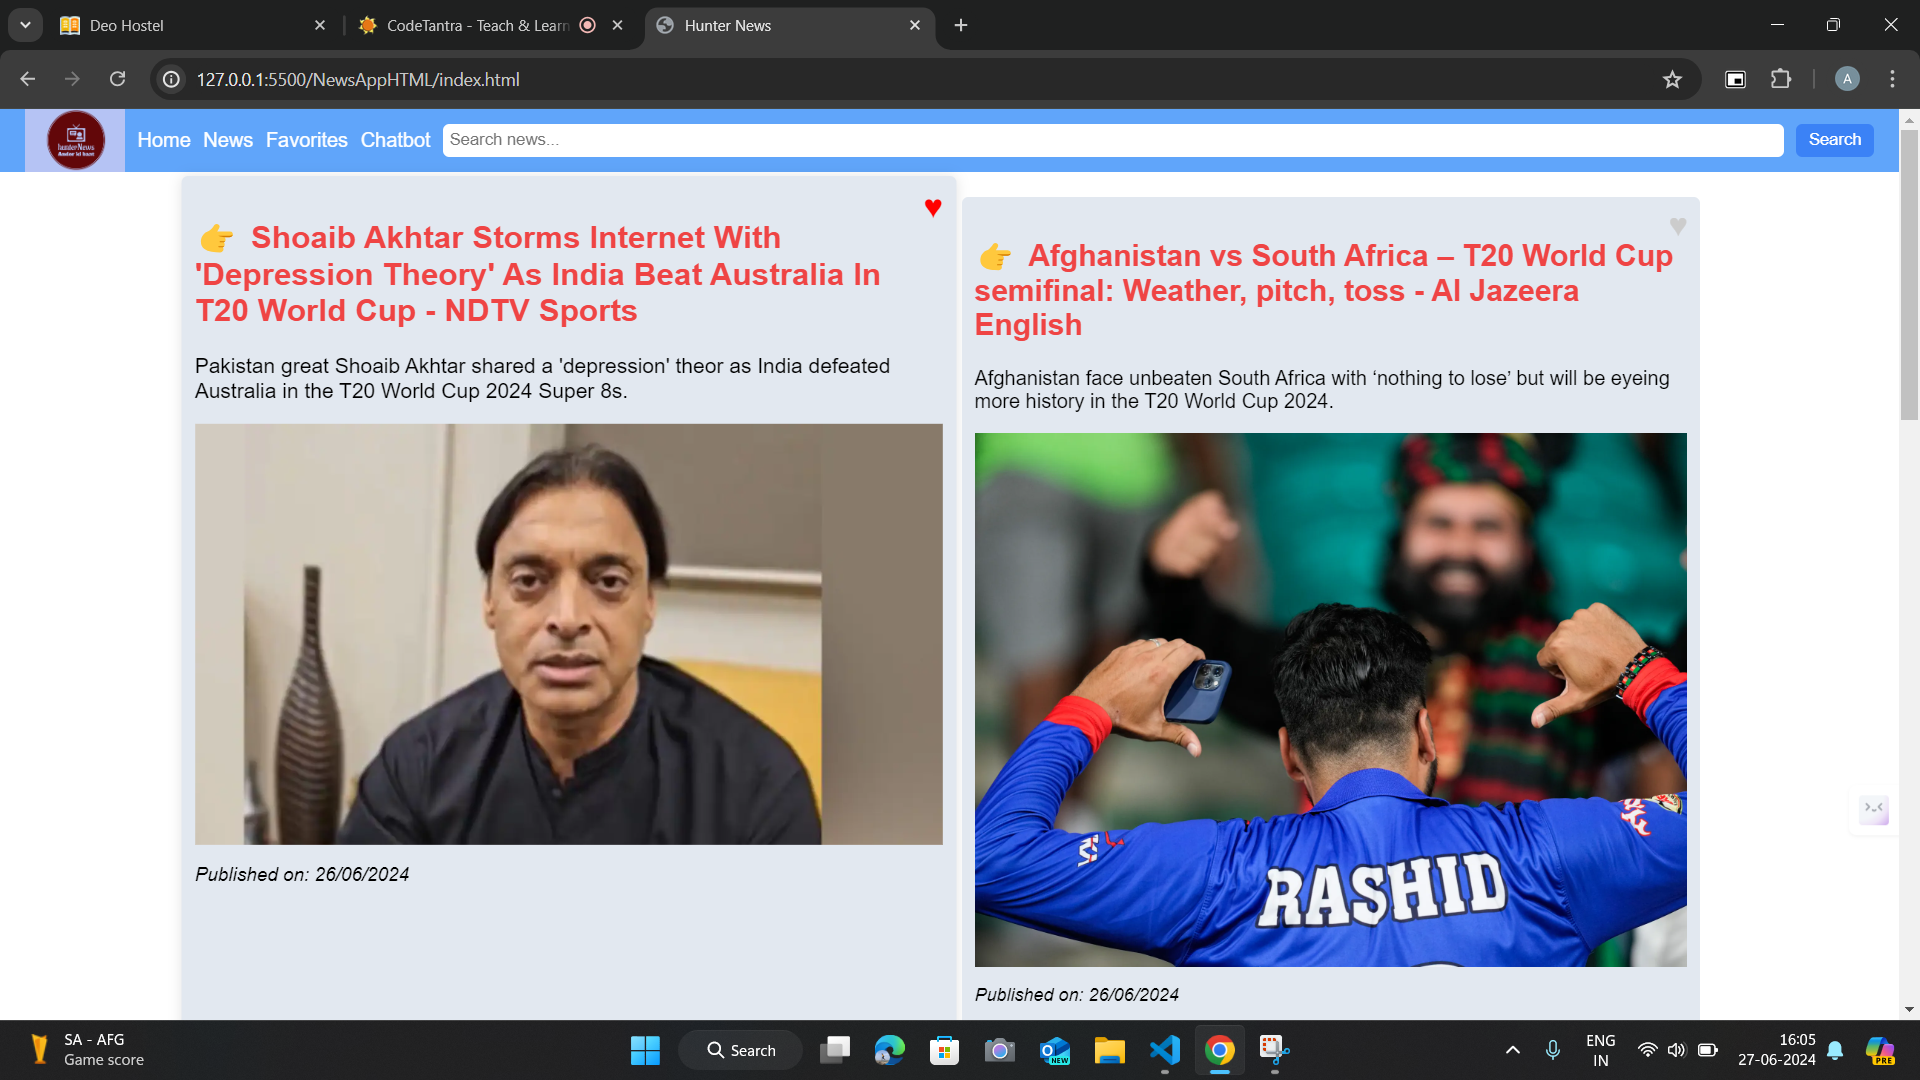 Deo Hostel
CodeTantra - Teach & Learn
Hunter News
127.0.0.1:5500/NewsAppHTML/index.html
A
hunterNews
Home News Favorites Chatbot
Search news...
Search
Shoaib Akhtar Storms Internet With
'Depression Theory' As India Beat Australia In
T20 World Cup - NDTV Sports
Pakistan great Shoaib Akhtar shared a 'depression' theor as India defeated
Australia in the T20 World Cup 2024 Super 8s.
Published on: 26/06/2024
Afghanistan vs South Africa – T20 World Cup
semifinal: Weather, pitch, toss - Al Jazeera
English
Afghanistan face unbeaten South Africa with ‘nothing to lose’ but will be eyeing
more history in the T20 World Cup 2024.
RASHID
Published on: 26/06/2024
SA - AFG
Game score
Search
NEW
ENG
IN
16:05
27-06-2024
PRE